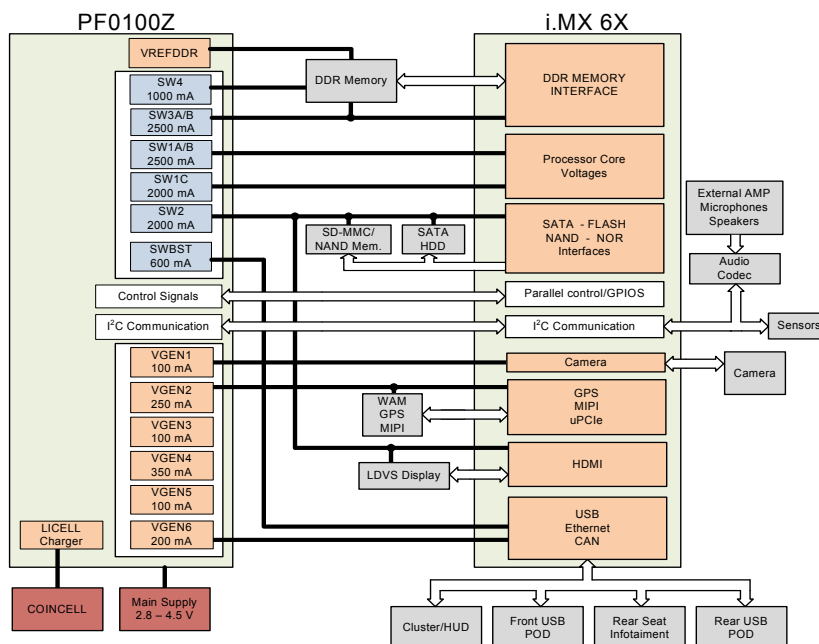 PF0100Z
i.MX 6X
VREFDDR
SW4
1000 mA
SW3A/B
2500 mA
SW1A/B
2500 mA
SW1C
2000 mA
SW2
2000 mA
SWBST
600 mA
Control Signals
I²C Communication
VGEN1
100 mA
VGEN2
250 mA
VGEN3
100 mA
VGEN4
350 mA
VGEN5
100 mA
VGEN6
200 mA
LICELL
Charger
COINCELL
Main Supply
2.8 – 4.5 V
DDR Memory
SD-MMC/
NAND Mem.
SATA
HDD
WAM
GPS
MIPI
LDVS Display
DDR MEMORY
INTERFACE
Processor Core
Voltages
SATA - FLASH
NAND - NOR
Interfaces
Parallel control/GPIOS
I²C Communication
Camera
GPS
MIPI
uPCIe
HDMI
USB
Ethernet
CAN
External AMP
Microphones
Speakers
Audio
Codec
Sensors
Camera
Cluster/HUD
Front USB
POD
Rear Seat
Infotaiment
Rear USB
POD